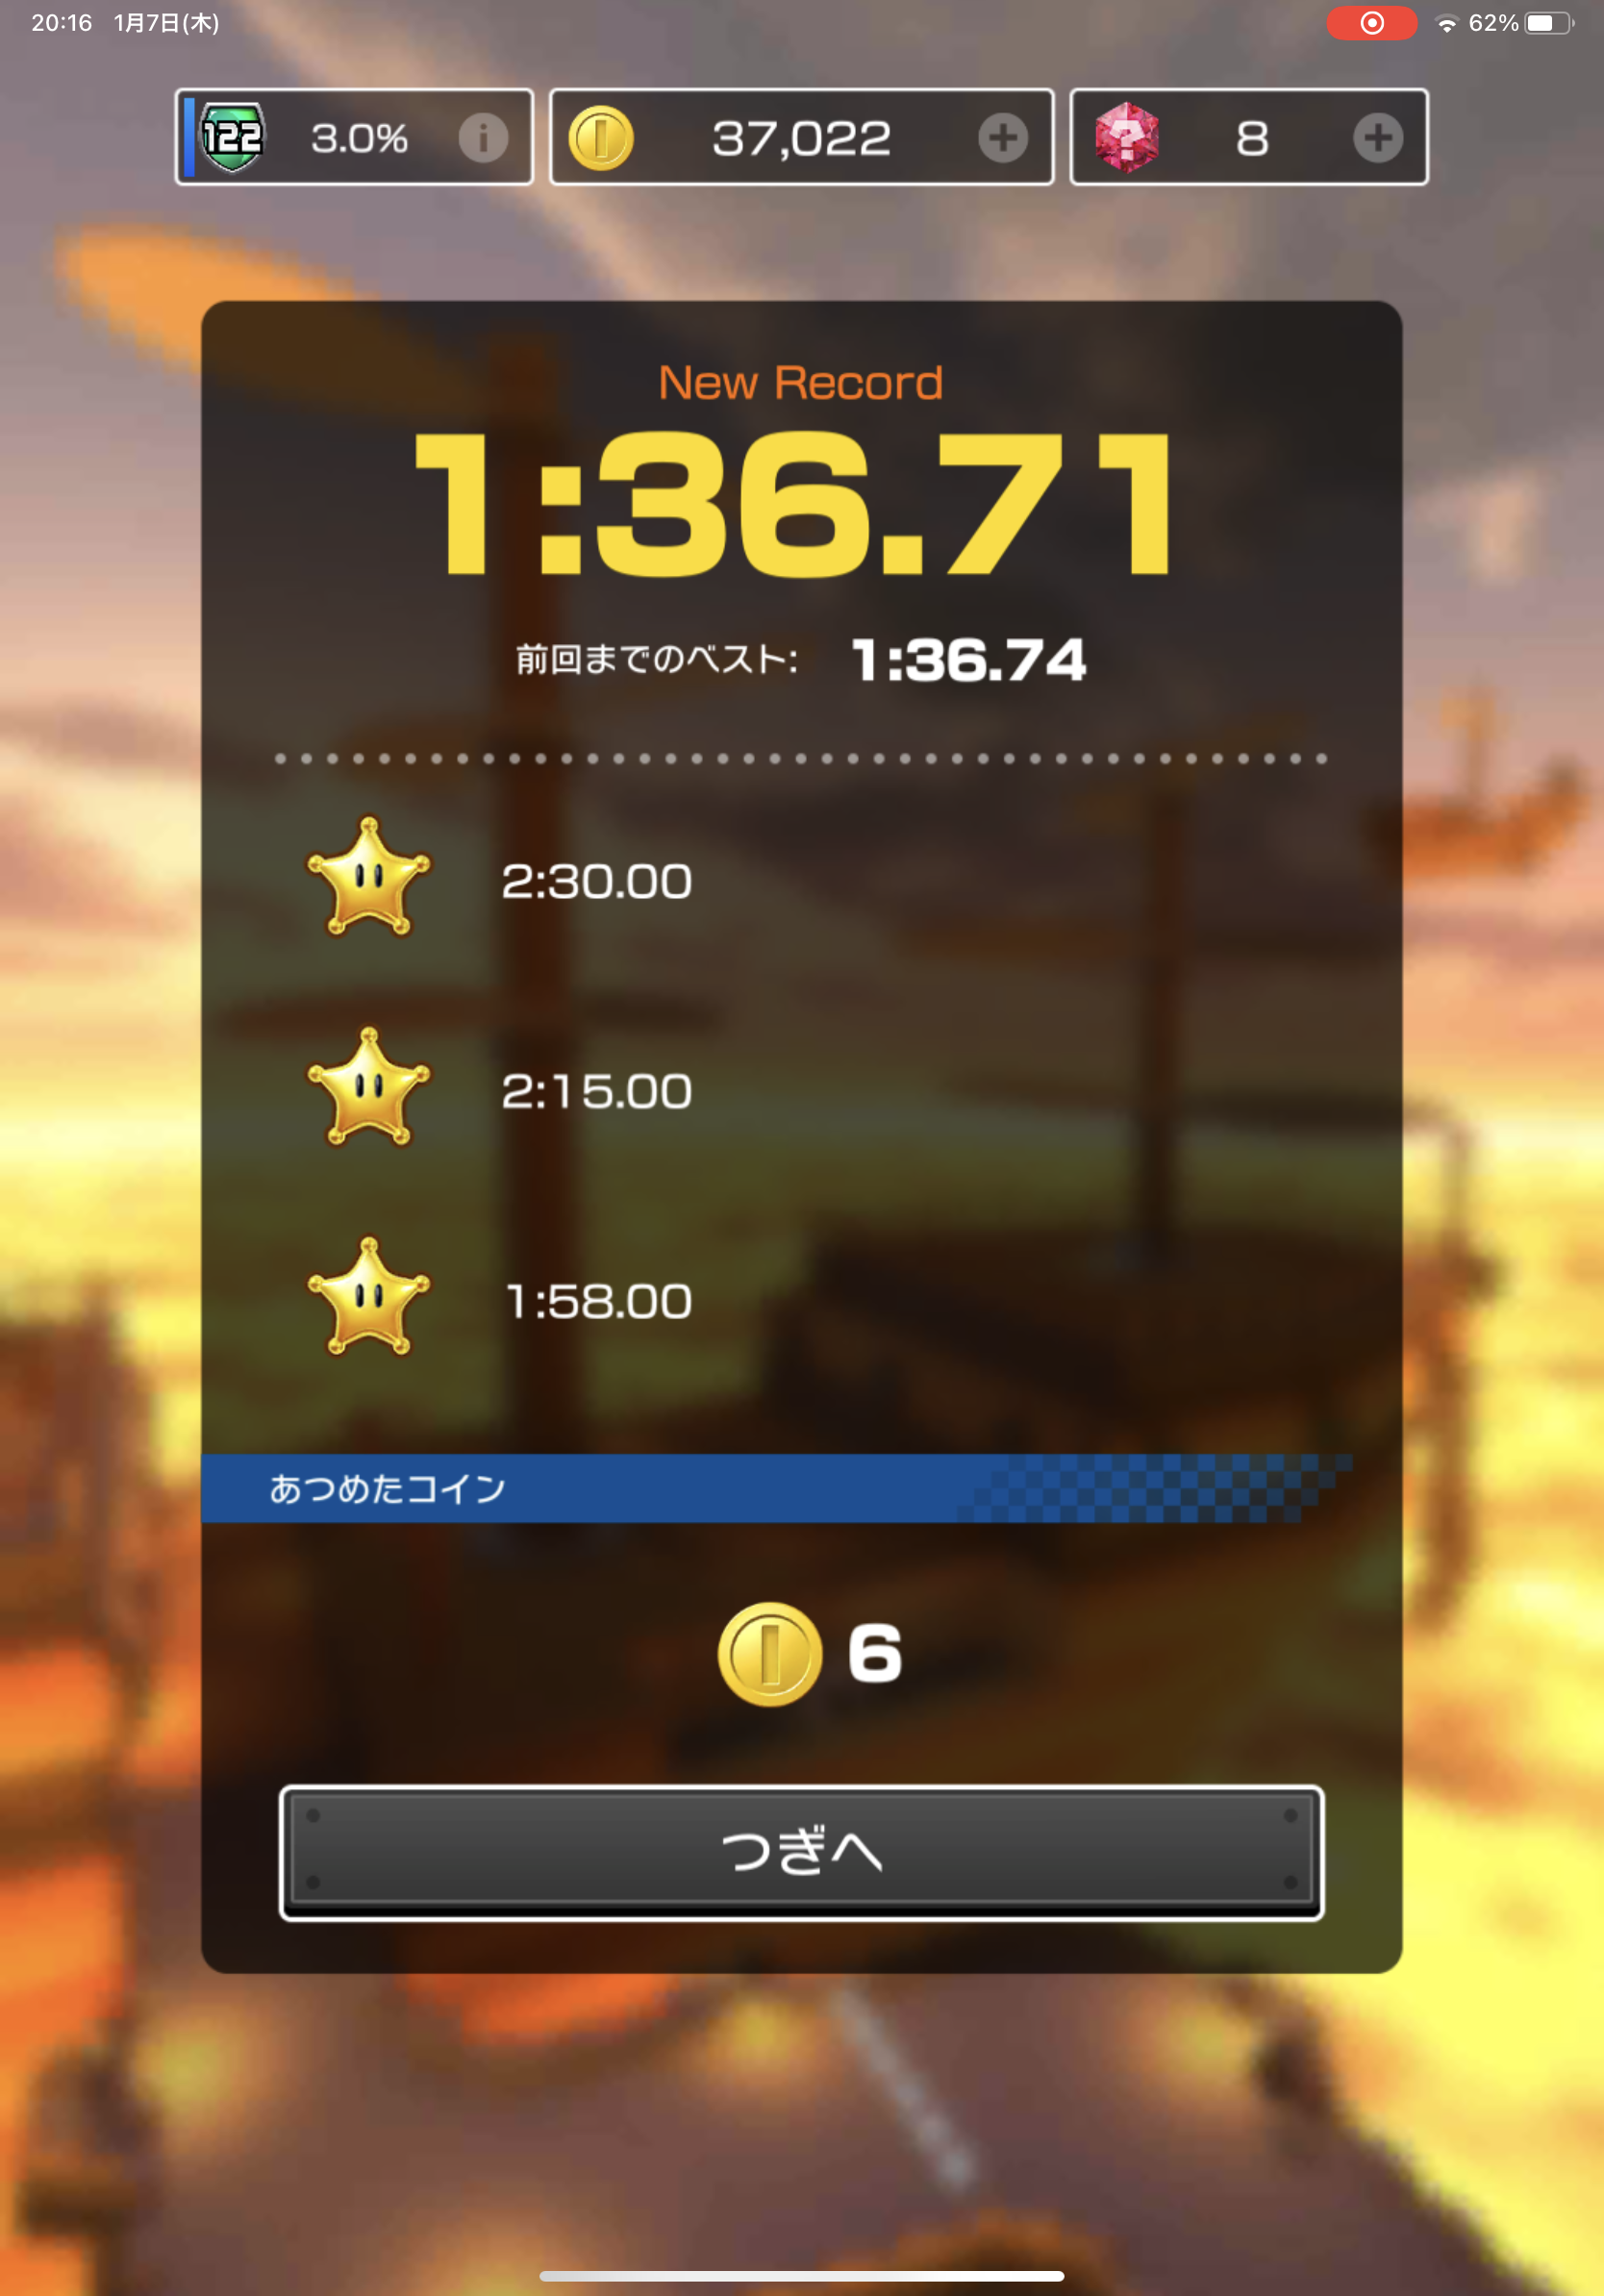 20:16 1月7日(木) 62%
122 3.0% i 37,022 + ? 8 +
New Record
1:36.71
前回までのベスト: 1:36.74
2:30.00
2:15.00
1:58.00
あつめたコイン
6
つぎへ